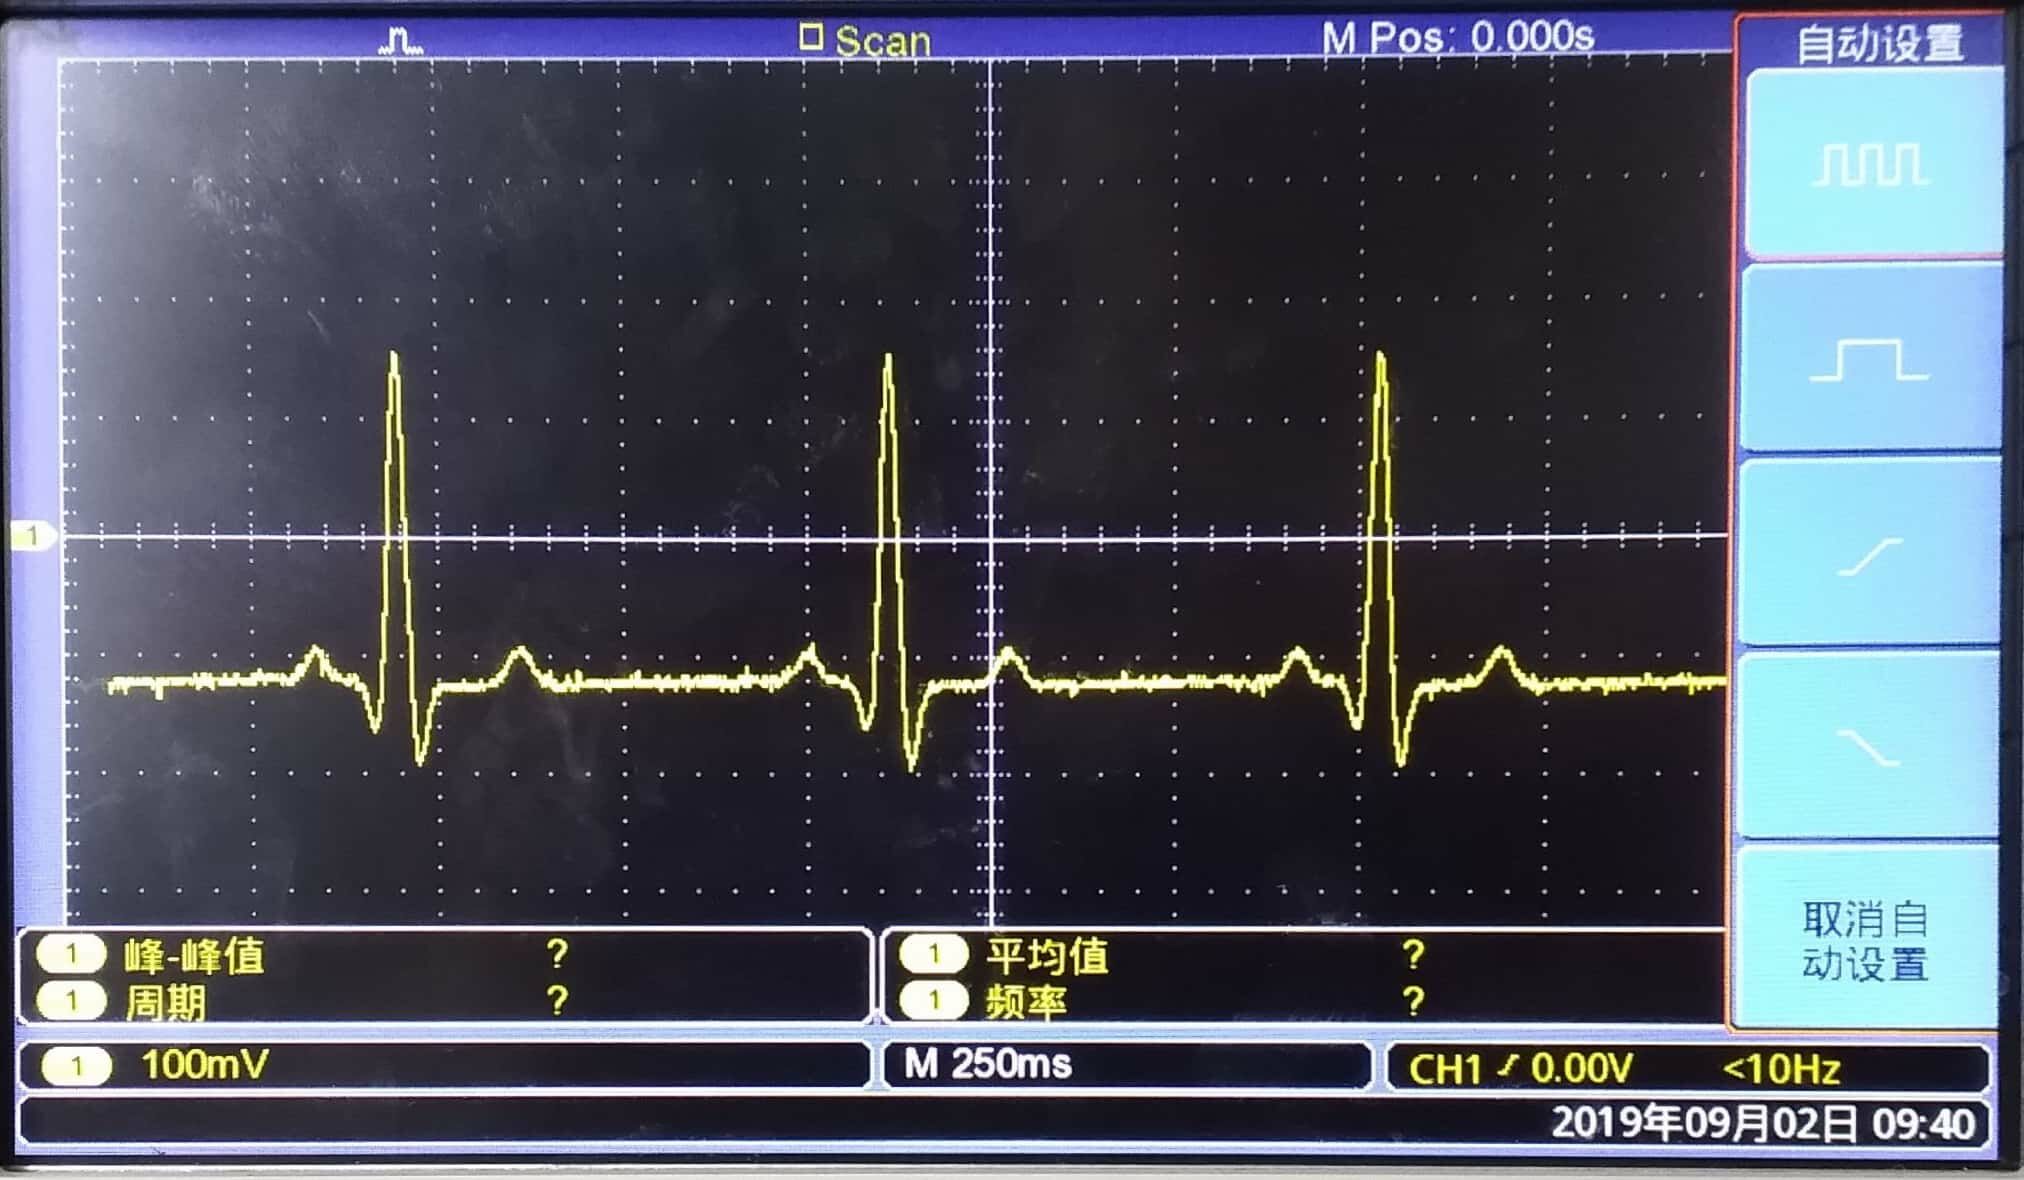 Scan
M Pos: 0.000s
自动设置
1
取消自
动设置
1 峰-峰值 ?
1 平均值 ?
1 周期 ?
1 频率 ?
1 100mV
M 250ms
CH1 0.00V <10Hz
2019年09月02日 09:40